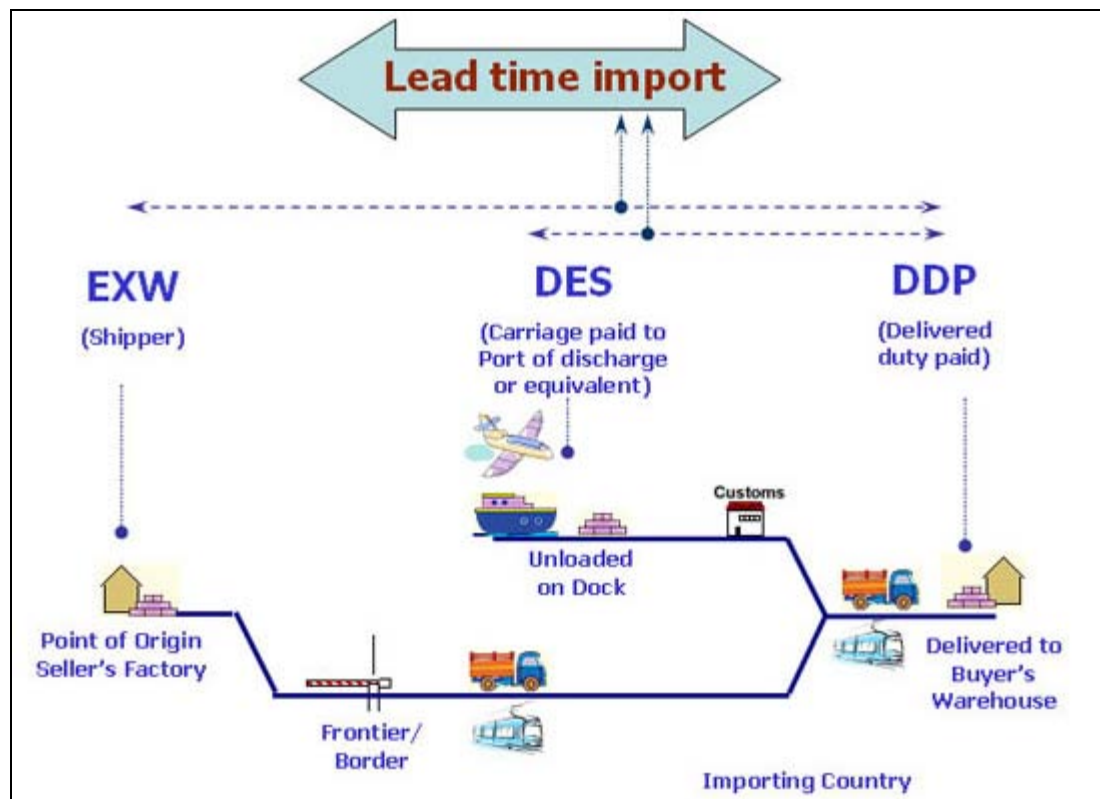 Lead time import
EXW
(Shipper)
DES
(Carriage paid to
Port of discharge
or equivalent)
DDP
(Delivered
duty paid)
Customs
Unloaded
on Dock
Point of Origin
Seller's Factory
Delivered to
Buyer's
Warehouse
Frontier/
Border
Importing Country